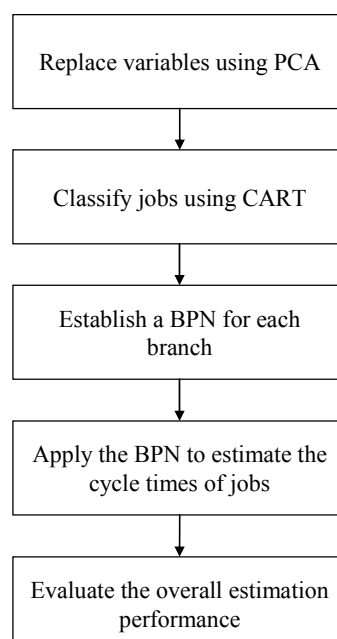 Replace variables using PCA
Classify jobs using CART
Establish a BPN for each
branch
Apply the BPN to estimate the
cycle times of jobs
Evaluate the overall estimation
performance